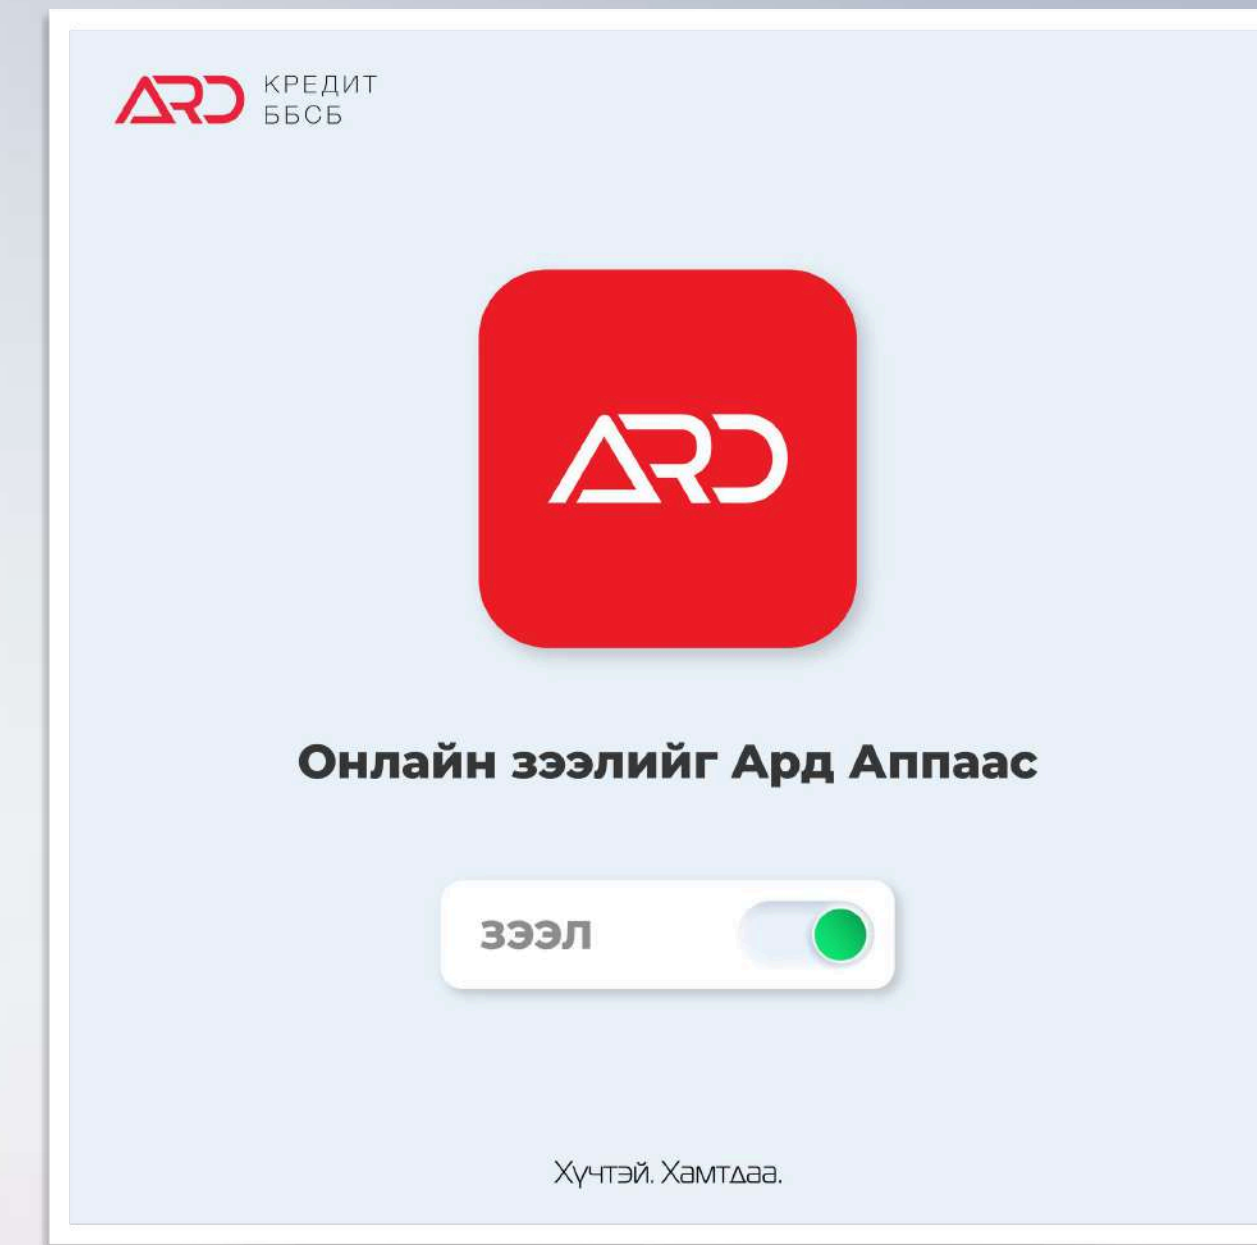 ARD КРЕДИТ
ББСБ
ARD
Онлайн зээлийг Ард Аппаас
ЗЭЭЛ
Хүчтэй. Хамтдаа.